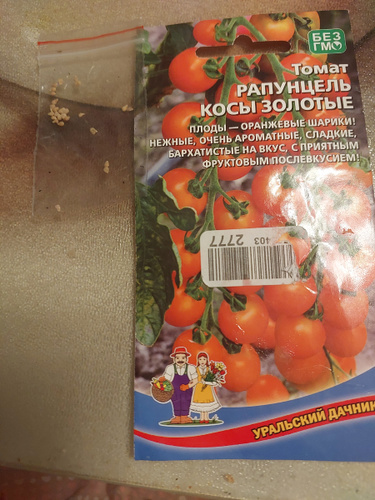 БЕЗ
ГМО
Томат
РАПУНЦЕЛЬ
КОСЫ ЗОЛОТЫЕ
ПЛОДЫ — ОРАНЖЕВЫЕ ШАРИКИ!
НЕЖНЫЕ, ОЧЕНЬ АРОМАТНЫЕ, СЛАДКИЕ,
БАРХАТИСТЫЕ НА ВКУС, С ПРИЯТНЫМ
ФРУКТОВЫМ ПОСЛЕВКУСИЕМ!
403 2777
УРАЛЬСКИЙ ДАЧНИК